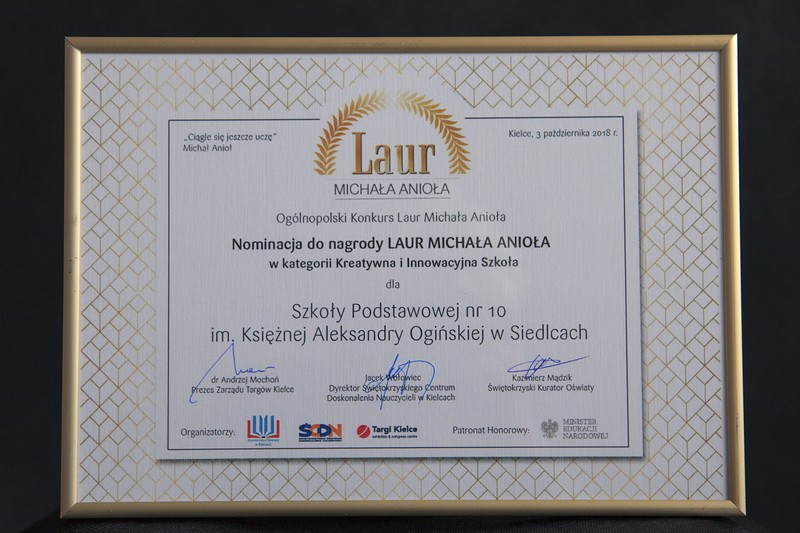 „Ciągle się jeszcze uczę”
Michał Anioł
Kielce, 3 października 2018 r.
Laur
MICHAŁA ANIOŁA
Ogólnopolski Konkurs Laur Michała Anioła
Nominacja do nagrody LAUR MICHAŁA ANIOŁA
w kategorii Kreatywna i Innowacyjna Szkoła
dla
Szkoły Podstawowej nr 10
im. Księżnej Aleksandry Ogińskiej w Siedlcach
dr Andrzej Mochoń
Prezes Zarządu Targów Kielce
Jacek Wołowiec
Dyrektor Świętokrzyskiego Centrum
Doskonalenia Nauczycieli w Kielcach
Kazimierz Mądzik
Świętokrzyski Kurator Oświaty
Organizatorzy:
SCDN
Targi Kielce
exhibition & congress centre
Patronat Honorowy:
MINISTER
EDUKACJI
NARODOWEJ